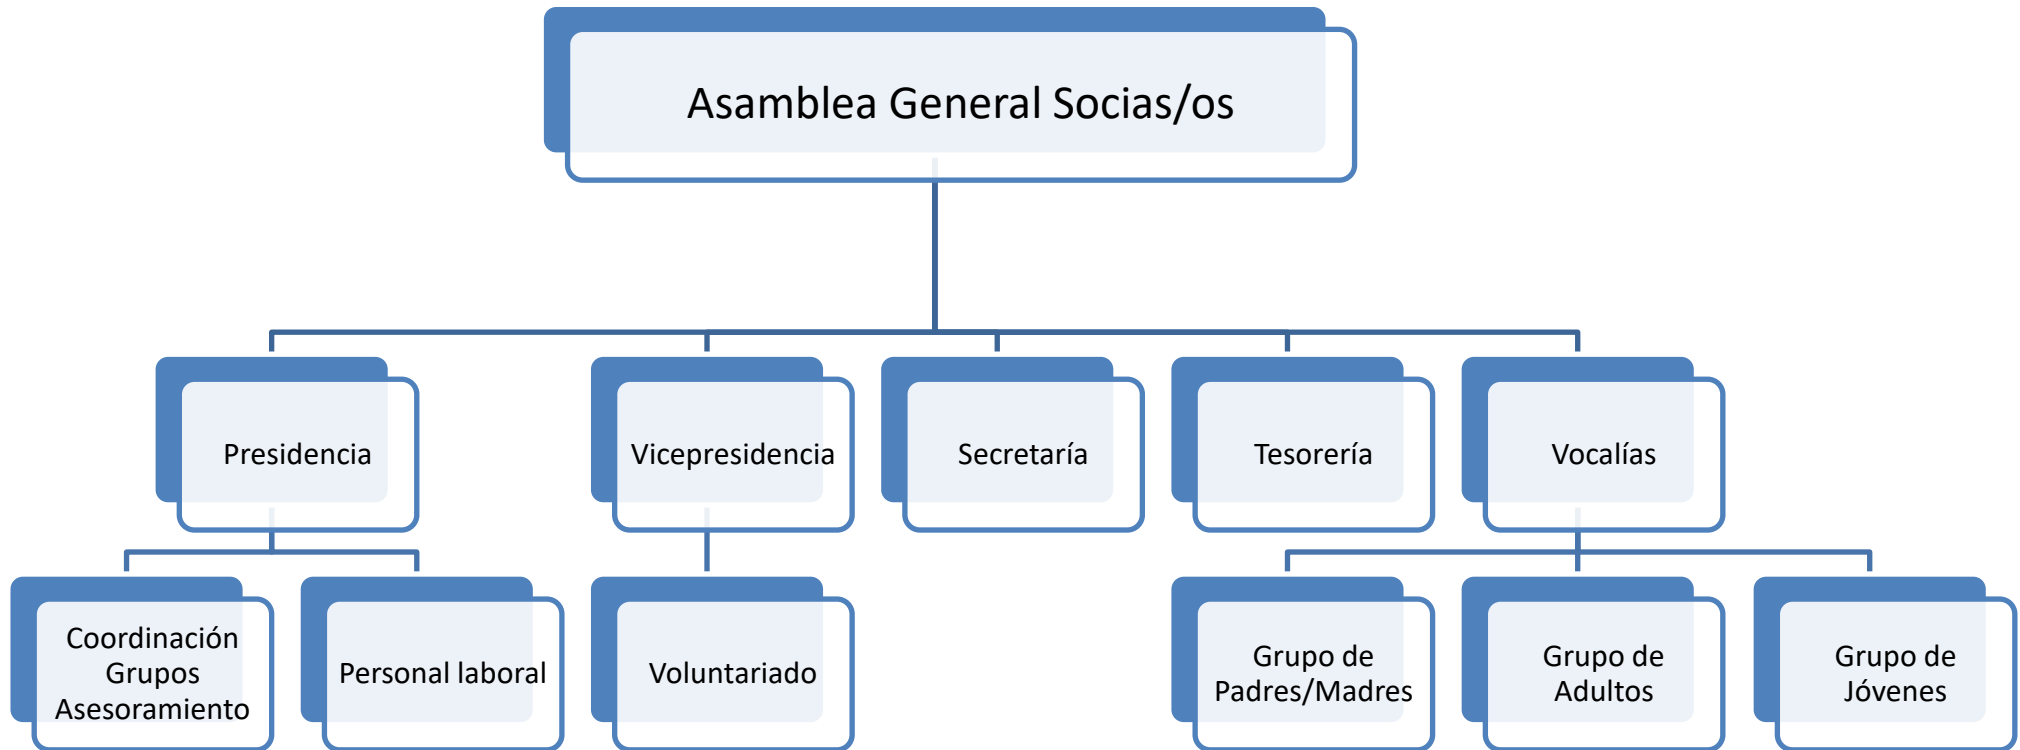 Asamblea General Socias/os
Presidencia
Vicepresidencia
Secretaría
Tesorería
Vocalías
Coordinación
Grupos
Asesoramiento
Personal laboral
Voluntariado
Grupo de
Padres/Madres
Grupo de
Adultos
Grupo de
Jóvenes